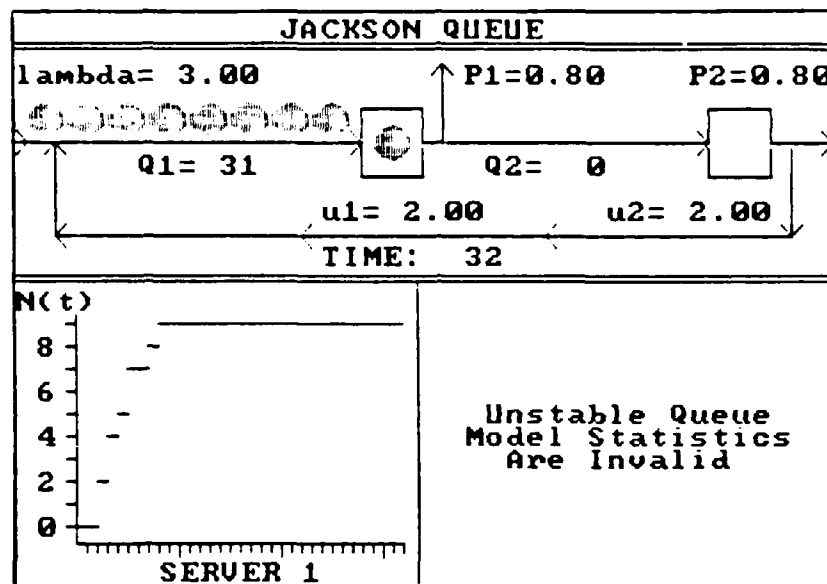 JACKSON QUEUE
lambda= 3.00 P1=0.80 P2=0.80
Q1= 31 Q2= 0
u1= 2.00 u2= 2.00
TIME: 32
N(t)
8
6
4
2
0
SERVER 1
Unstable Queue
Model Statistics
Are Invalid